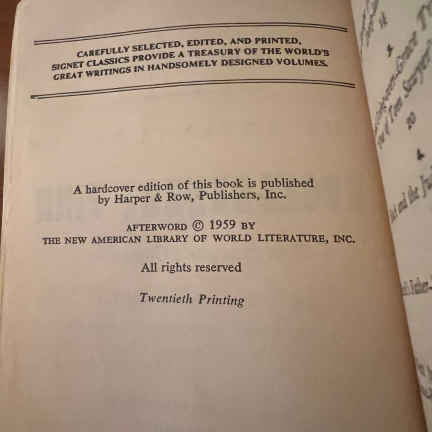 CAREFULLY SELECTED, EDITED, AND PRINTED,
SIGNET CLASSICS PROVIDE A TREASURY OF THE WORLD'S
GREAT WRITINGS IN HANDSOMELY DESIGNED VOLUMES.
A hardcover edition of this book is published
by Harper & Row, Publishers, Inc.
AFTERWORD © 1959 BY
THE NEW AMERICAN LIBRARY OF WORLD LITERATURE, INC.
All rights reserved
Twentieth Printing